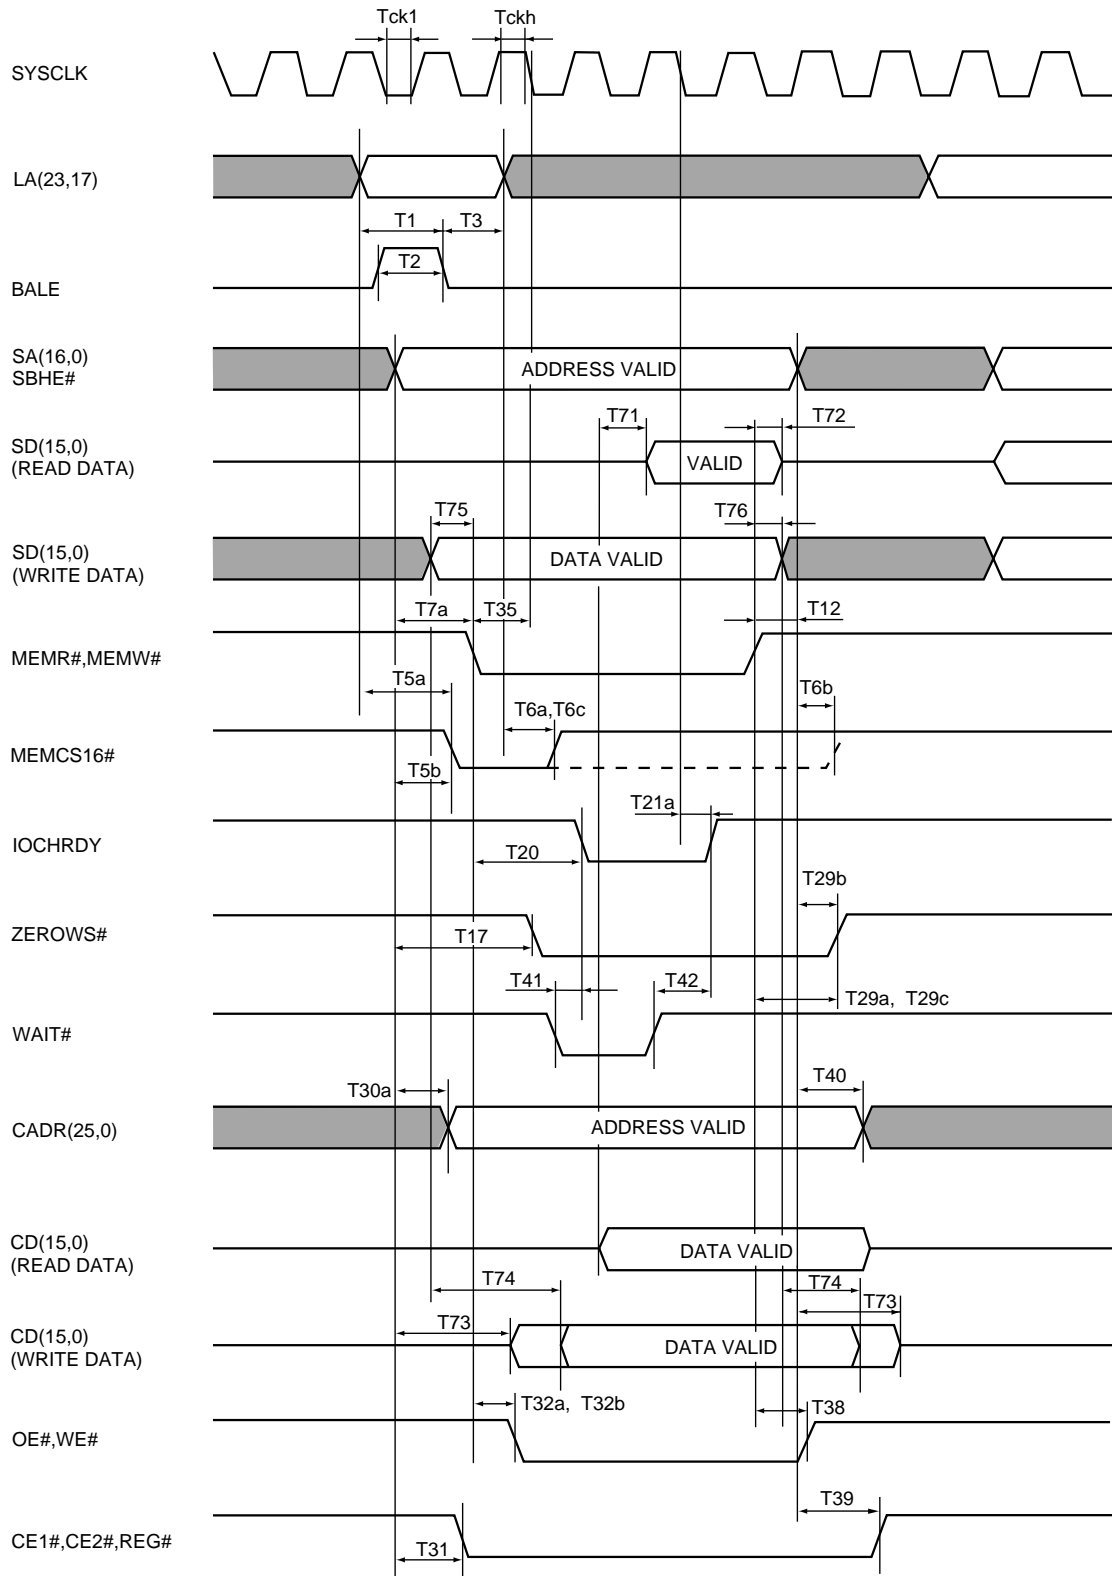 Tck1 Tckh
SYSCLK
LA(23,17)
T1 T3
T2
BALE
SA(16,0)
SBHE#
ADDRESS VALID
T71 T72
SD(15,0)
(READ DATA)
VALID
T75 T76
SD(15,0)
(WRITE DATA)
DATA VALID
T7a T35 T12
MEMR#,MEMW#
T5a T6b
T6a,T6c
MEMCS16#
T5b
T21a
IOCHRDY
T20
T29b
ZEROWS#
T17
T41 T42
T29a, T29c
WAIT#
T30a T40
CADR(25,0)
ADDRESS VALID
CD(15,0)
(READ DATA)
DATA VALID
T74 T74
T73 T73
CD(15,0)
(WRITE DATA)
DATA VALID
T32a, T32b T38
OE#,WE#
T39
CE1#,CE2#,REG#
T31